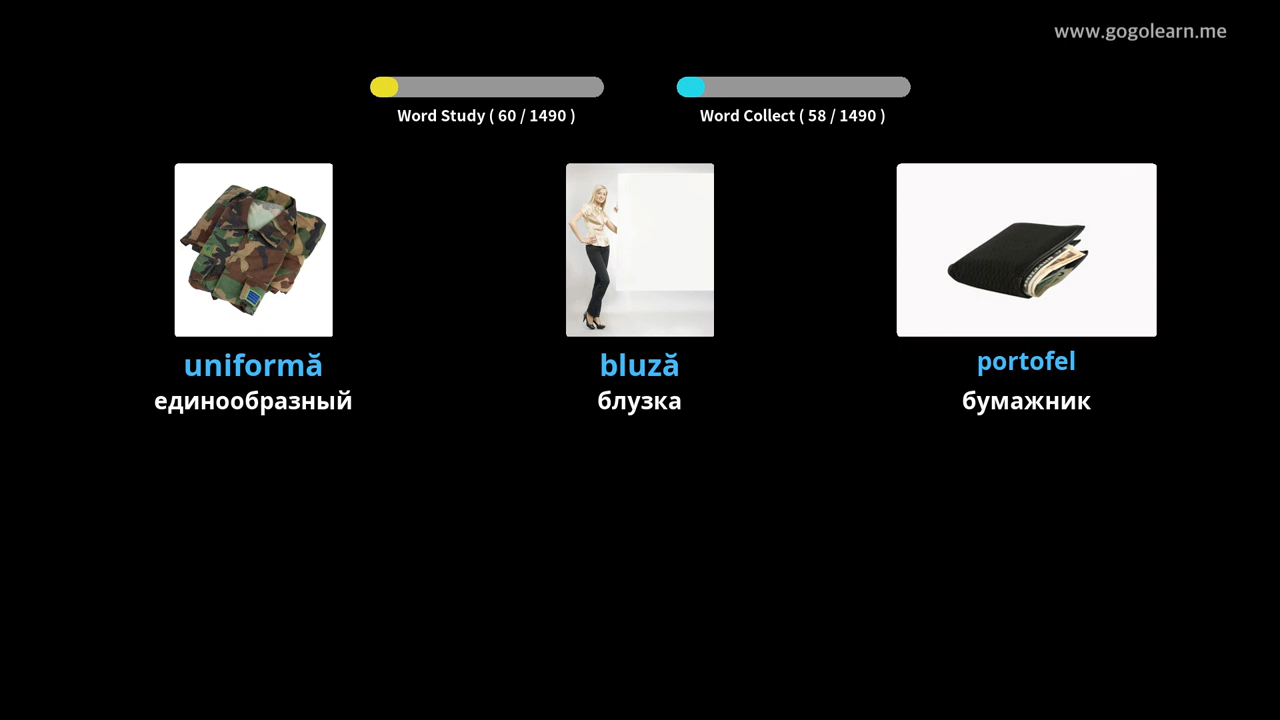 www.gogolearn.me
Word Study ( 60 / 1490 )
Word Collect ( 58 / 1490 )
uniformă
единообразный
bluză
блузка
portofel
бумажник